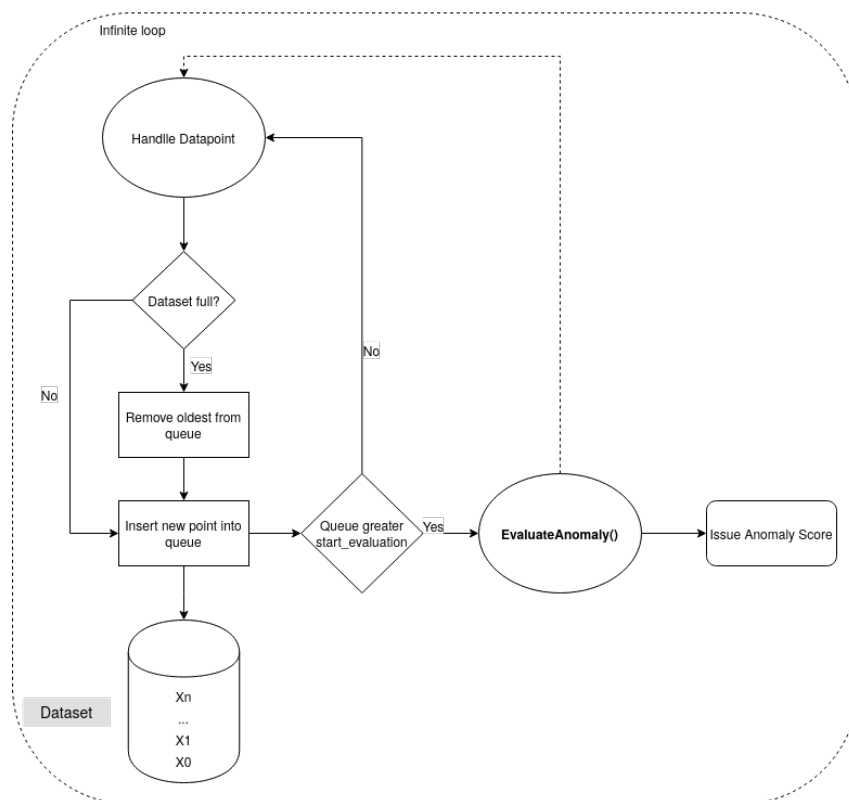 Infinite loop
Handlle Datapoint
Dataset full?
Yes
No
No
Remove oldest from
queue
Insert new point into
queue
Queue greater
start_evaluation
Yes
EvaluateAnomaly()
Issue Anomaly Score
Dataset
Xn
...
X1
X0